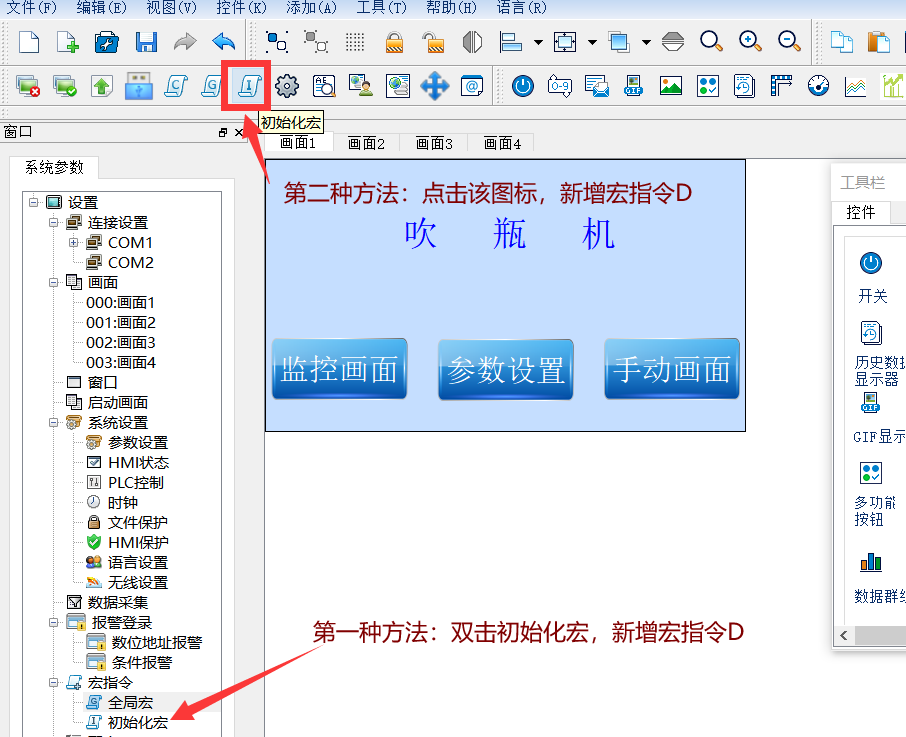 文件(F) 编辑(E) 视图(V) 控件(K) 添加(A) 工具(T) 帮助(H) 语言(R)
初始化宏
窗口
画面1 画面2 画面3 画面4
系统参数
设置
连接设置
COM1
COM2
画面
000:画面1
001:画面2
002:画面3
003:画面4
窗口
启动画面
系统设置
参数设置
HMI状态
PLC控制
时钟
文件保护
HMI保护
语言设置
无线设置
数据采集
报警登录
数位地址报警
条件报警
宏指令
全局宏
初始化宏
第二种方法：点击该图标，新增宏指令D
吹 瓶 机
监控画面 参数设置 手动画面
第一种方法：双击初始化宏，新增宏指令D
工具栏
控件
开关
历史数据
显示器
GIF显示
多功能
按钮
数据群组